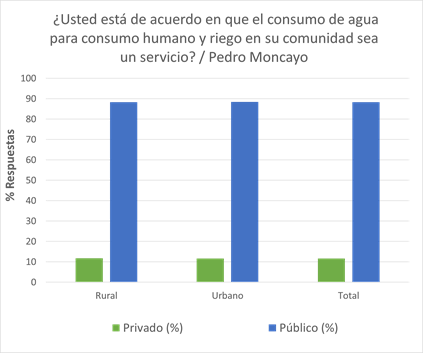 ¿Usted está de acuerdo en que el consumo de agua
para consumo humano y riego en su comunidad sea
un servicio? / Pedro Moncayo
% Respuestas
100
90
80
70
60
50
40
30
20
10
0
Rural Urbano Total
Privado (%) Público (%)